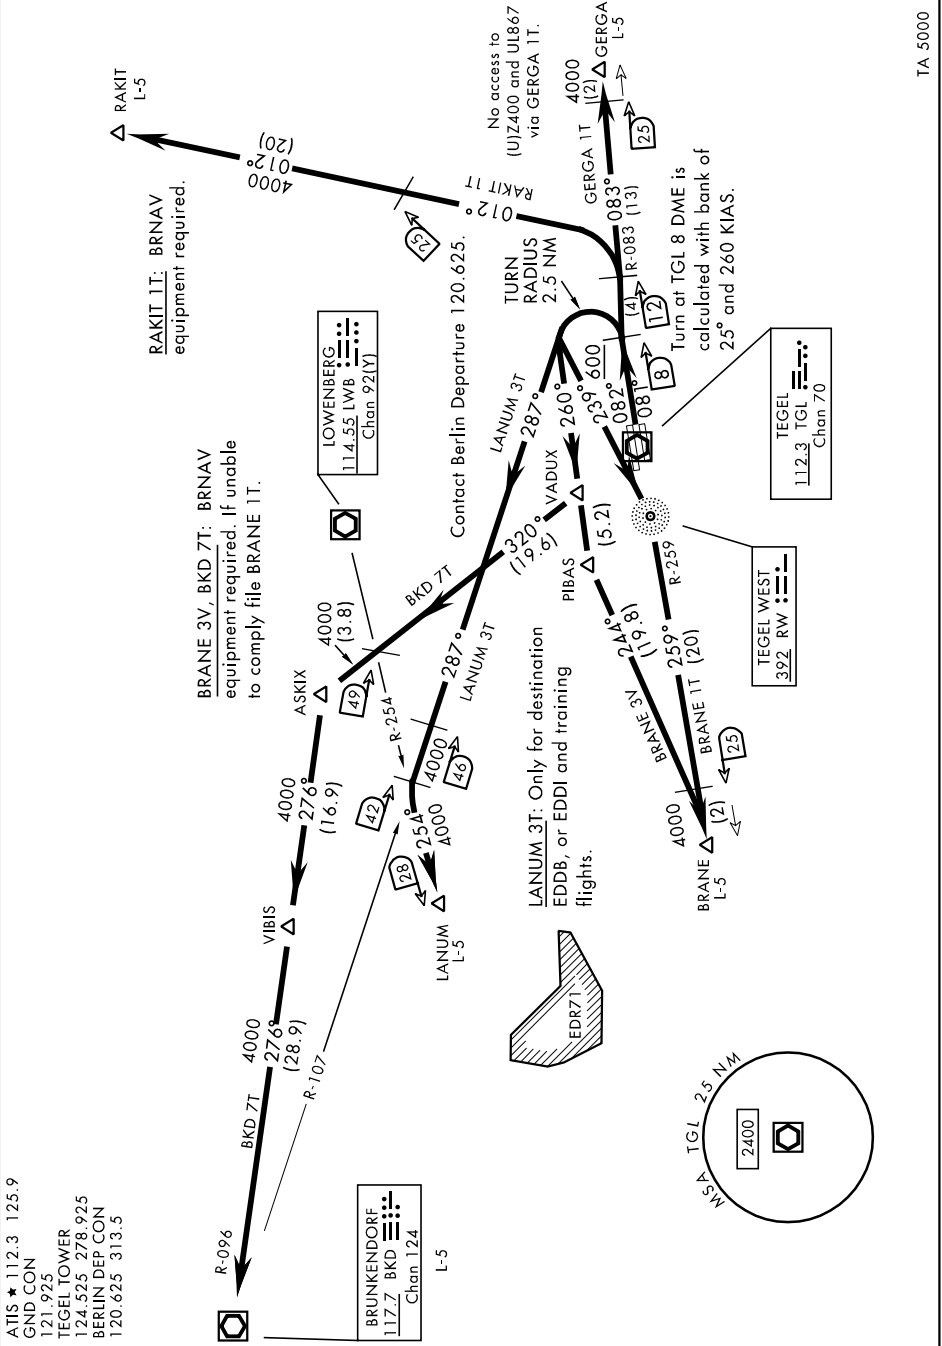 ATIS ★ 112.3 125.9
GND CON
121.925
TEGEL TOWER
124.525 278.925
BERLIN DEP CON
120.625 313.5
TA 5000
RAKIT
L-5
4000
012°
(20)
RAKIT 1T
012°
25
RAKIT 1T: BRNAV
equipment required.
No access to
(U)Z400 and UL867
via GERGA 1T.
GERGA
L-5
4000
(2)
25
GERGA 1T
083°
(13)
R-083
12
(4)
TURN
RADIUS
2.5 NM
Turn at TGL 8 DME is
calculated with bank of
25° and 260 KIAS.
8
600
082°
081°
239°
260°
287°
LANUM 3T
Contact Berlin Departure 120.625.
LOWENBERG
114.55 LWB
Chan 92(Y)
TEGEL
112.3 TGL
Chan 70
TEGEL WEST
392 RW
BRANE 3V, BKD 7T: BRNAV
equipment required. If unable
to comply file BRANE 1T.
VADUX
320°
(19.6)
BKD 7T
(5.2)
PIBAS
244°
(19.8)
BRANE 3V
R-259
259°
(20)
BRANE 1T
25
4000
(2)
BRANE
L-5
4000
(3.8)
49
ASKIX
R-254
287°
LANUM 3T
4000
46
42
254°
4000
28
LANUM
L-5
4000
276°
(16.9)
VIBIS
4000
276°
(28.9)
BKD 7T
R-107
R-096
LANUM 3T: Only for destination
EDDB, or EDDI and training
flights.
EDR71
BRUNKENDORF
117.7 BKD
Chan 124
L-5
MSA TGL 25 NM
2400